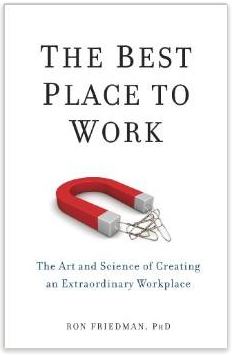 THE BEST
PLACE TO
WORK
The Art and Science of Creating
an Extraordinary Workplace
RON FRIEDMAN, PHD